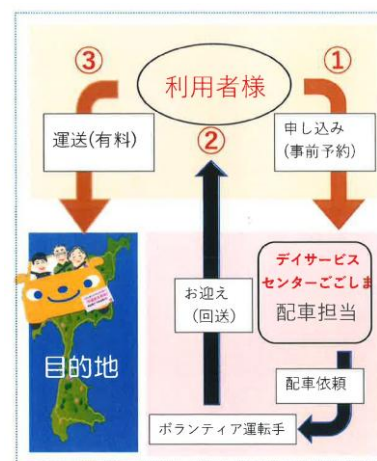 ③
①
利用者様
②
運送(有料)
申し込み
(事前予約)
デイサービス
センターごごしま
配車担当
お迎え
(回送)
目的地
配車依頼
ボランティア運転手